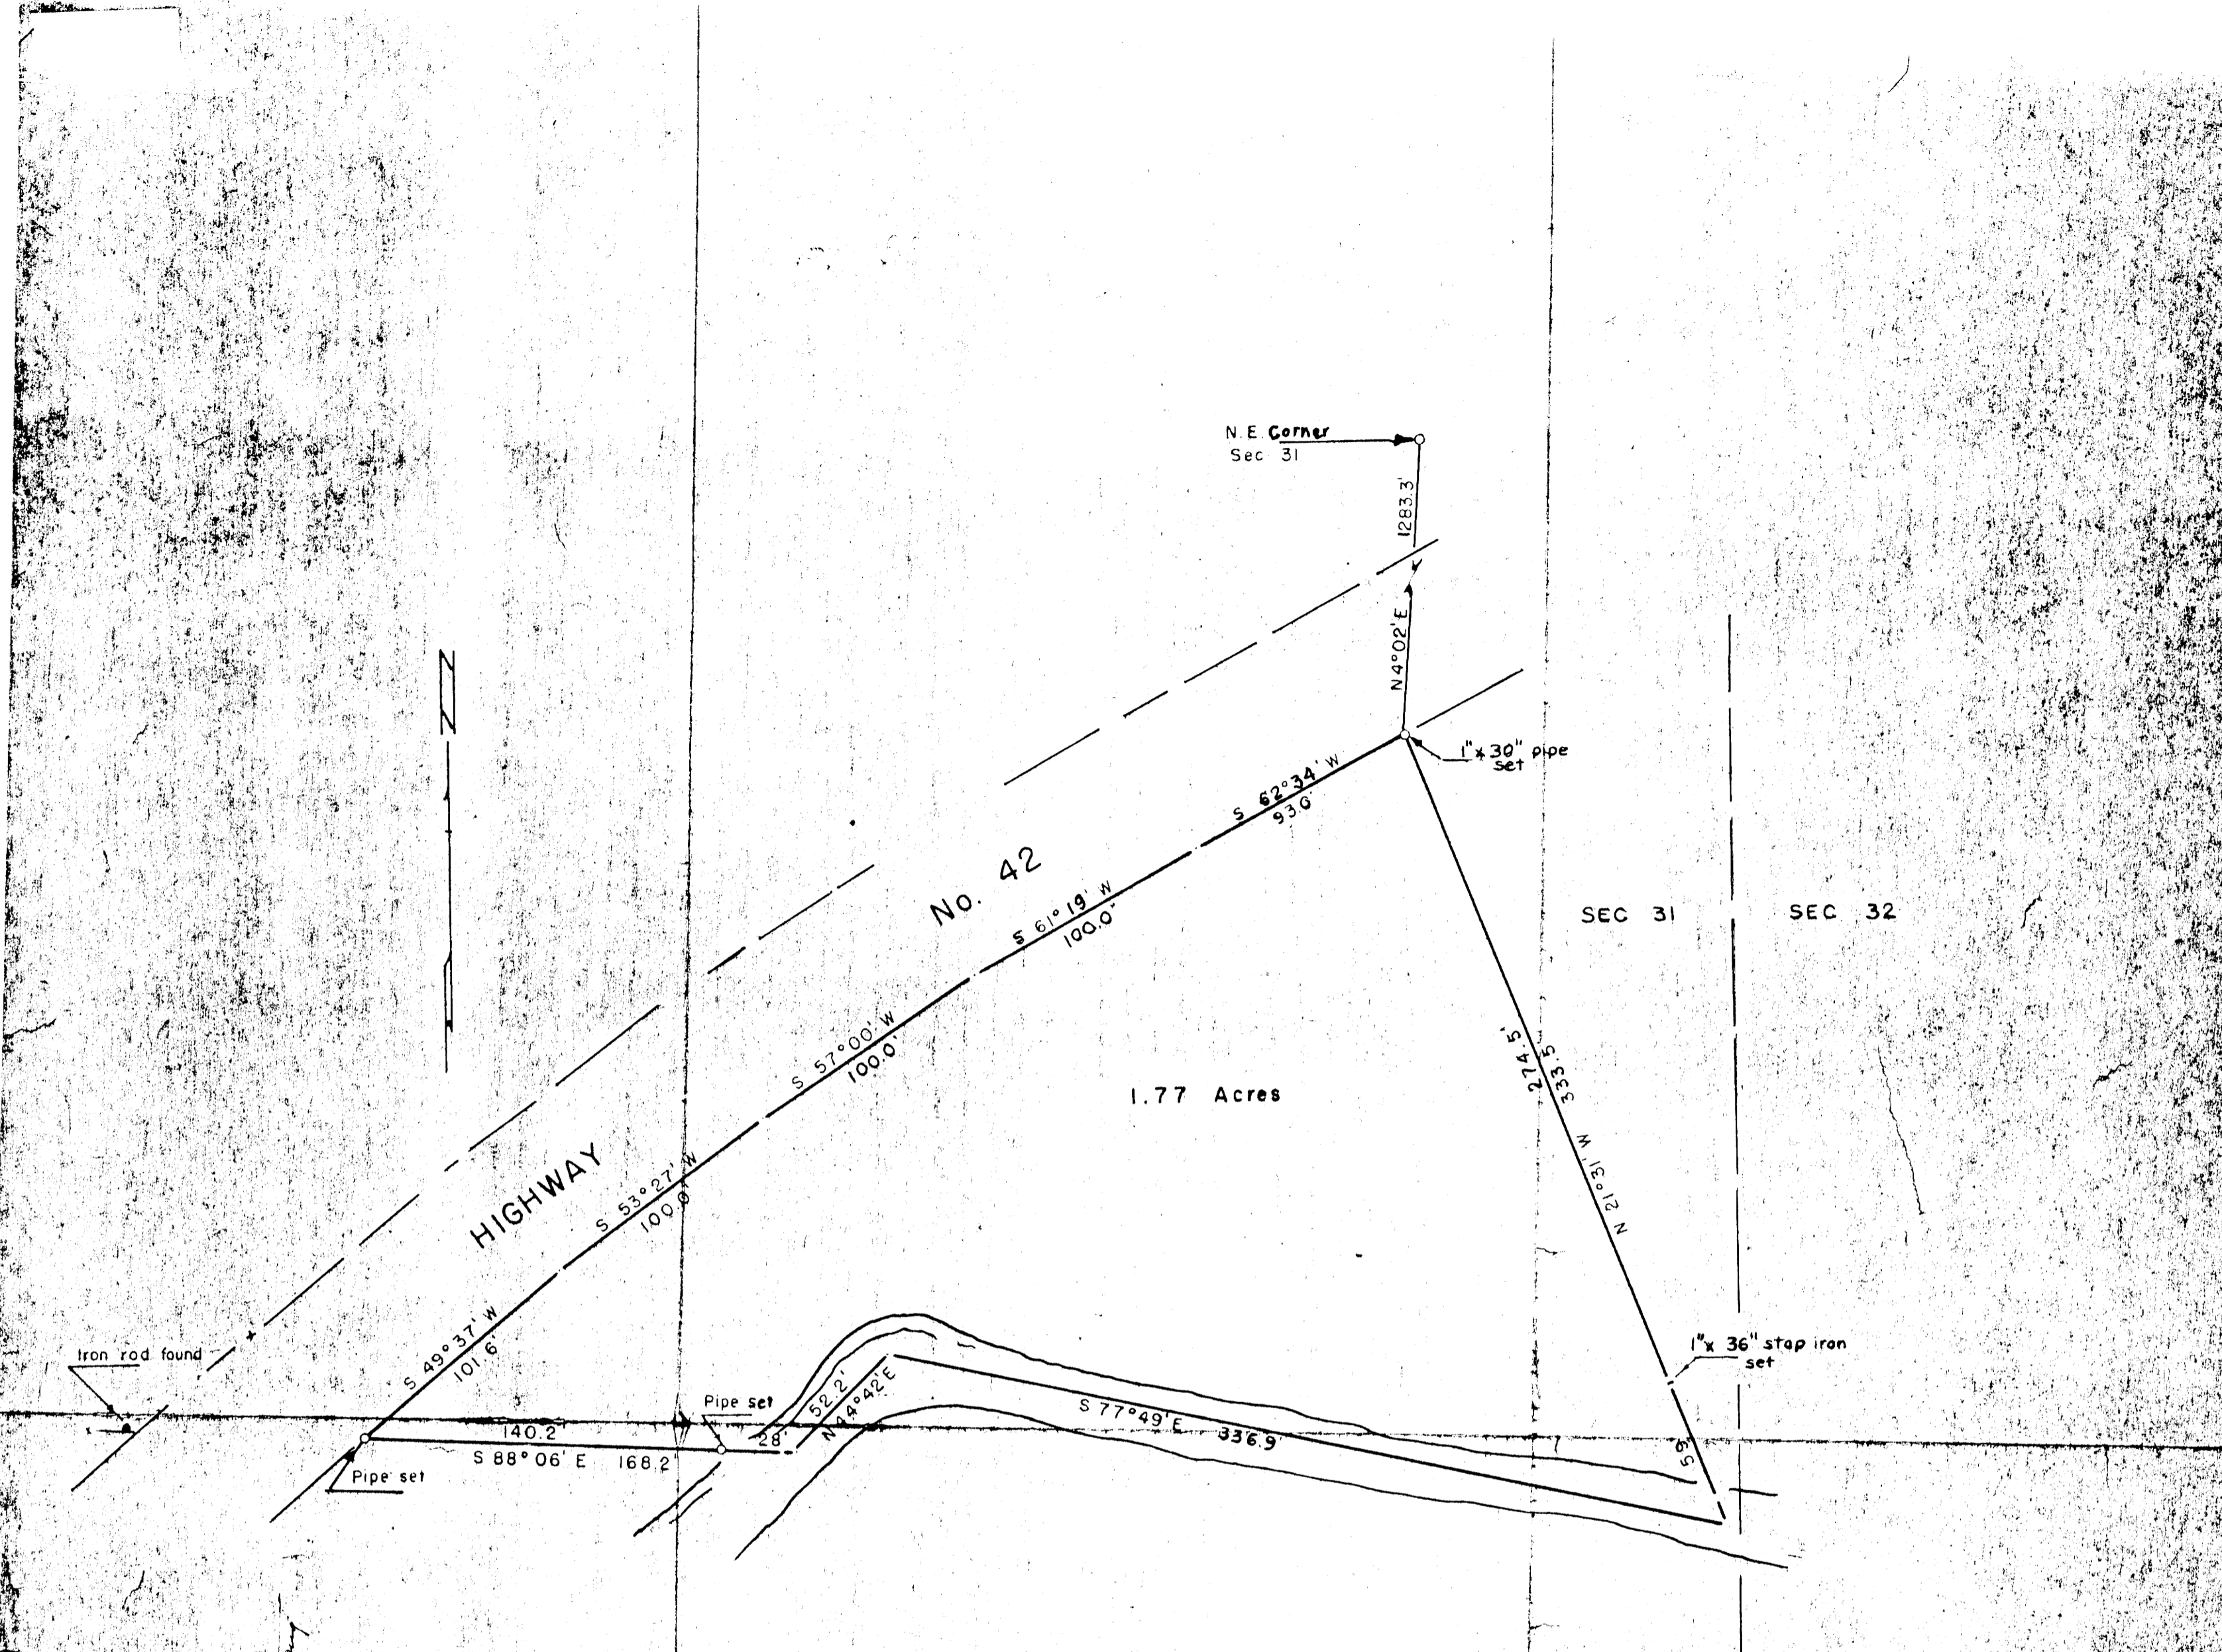 N.E. Corner
Sec 31
1283.3'
N 4°02' E
1" x 30" pipe
set
S 62°34' W
93.0'
No. 42
S 61°19' W
100.0'
SEC 31
SEC 32
N
S 57°00' W
100.0'
274.5'
333.5'
1.77 Acres
N 21°31' W
HIGHWAY
S 53°27' W
100.0'
S 49°37' W
101.6'
Iron rod found
1" x 36" stap iron
set
Pipe set
52.2'
N 44°42' E
S 77°49' E
336.9'
140.2'
28'
59'
S 88°06' E 168.2'
Pipe set